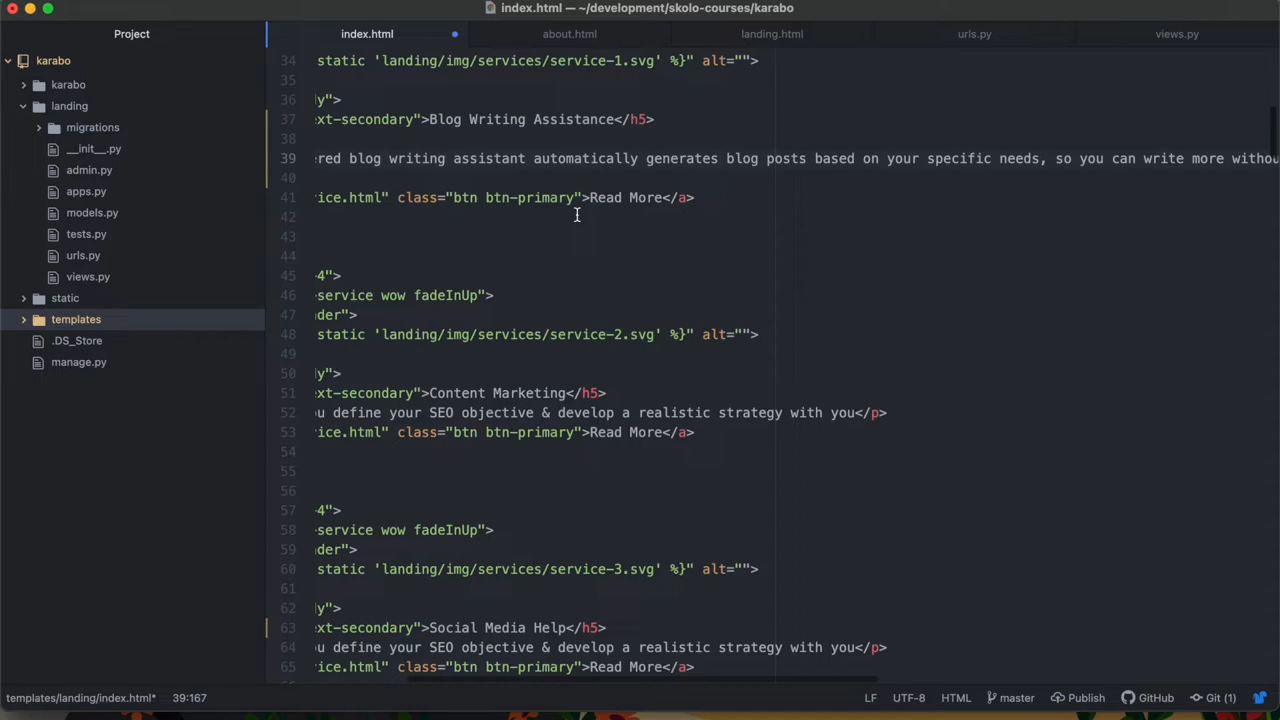 index.html — ~/development/skolo-courses/karabo
Project
index.html
about.html
landing.html
urls.py
views.py
karabo
karabo
landing
migrations
__init__.py
admin.py
apps.py
models.py
tests.py
urls.py
views.py
static
templates
.DS_Store
manage.py
34 static 'landing/img/services/service-1.svg' %}" alt="">
35
36 ly">
37 ext-secondary">Blog Writing Assistance</h5>
38
39 ered blog writing assistant automatically generates blog posts based on your specific needs, so you can write more witho
40
41 ice.html" class="btn btn-primary">Read More</a>
42
43
44
45 -4">
46 -service wow fadeInUp">
47 der">
48 static 'landing/img/services/service-2.svg' %}" alt="">
49
50 ly">
51 ext-secondary">Content Marketing</h5>
52 ou define your SEO objective & develop a realistic strategy with you</p>
53 ice.html" class="btn btn-primary">Read More</a>
54
55
56
57 -4">
58 -service wow fadeInUp">
59 der">
60 static 'landing/img/services/service-3.svg' %}" alt="">
61
62 ly">
63 ext-secondary">Social Media Help</h5>
64 ou define your SEO objective & develop a realistic strategy with you</p>
65 ice.html" class="btn btn-primary">Read More</a>
templates/landing/index.html* 39:167 LF UTF-8 HTML master Publish GitHub Git (1)